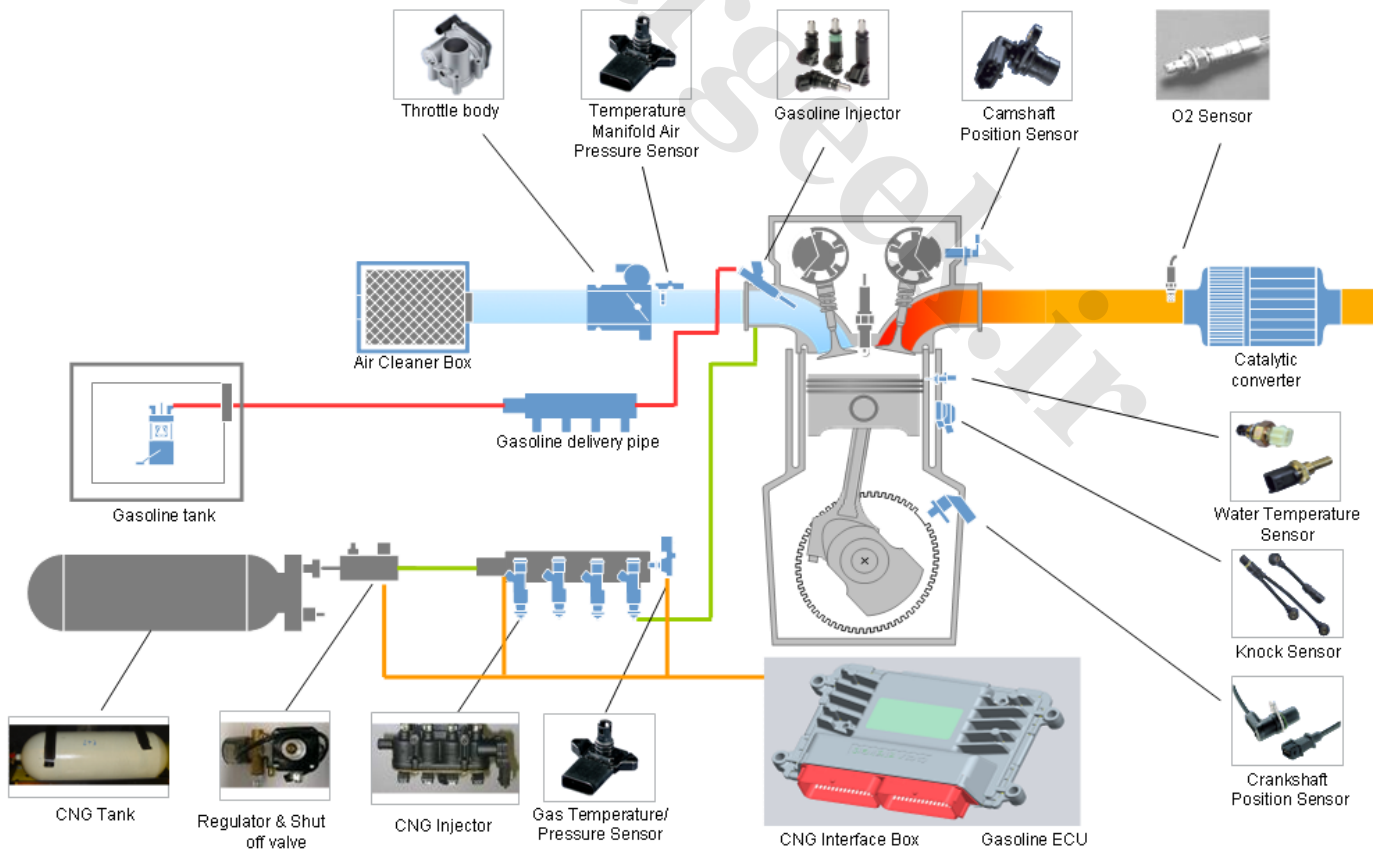 Throttle body
Temperature
Manifold Air
Pressure Sensor
Gasoline Injector
Camshaft
Position Sensor
O2 Sensor
Air Cleaner Box
Catalytic
converter
Gasoline delivery pipe
Gasoline tank
Water Temperature
Sensor
Knock Sensor
Crankshaft
Position Sensor
CNG Tank
Regulator & Shut
off valve
CNG Injector
Gas Temperature/
Pressure Sensor
CNG Interface Box
Gasoline ECU
ergeek.ir